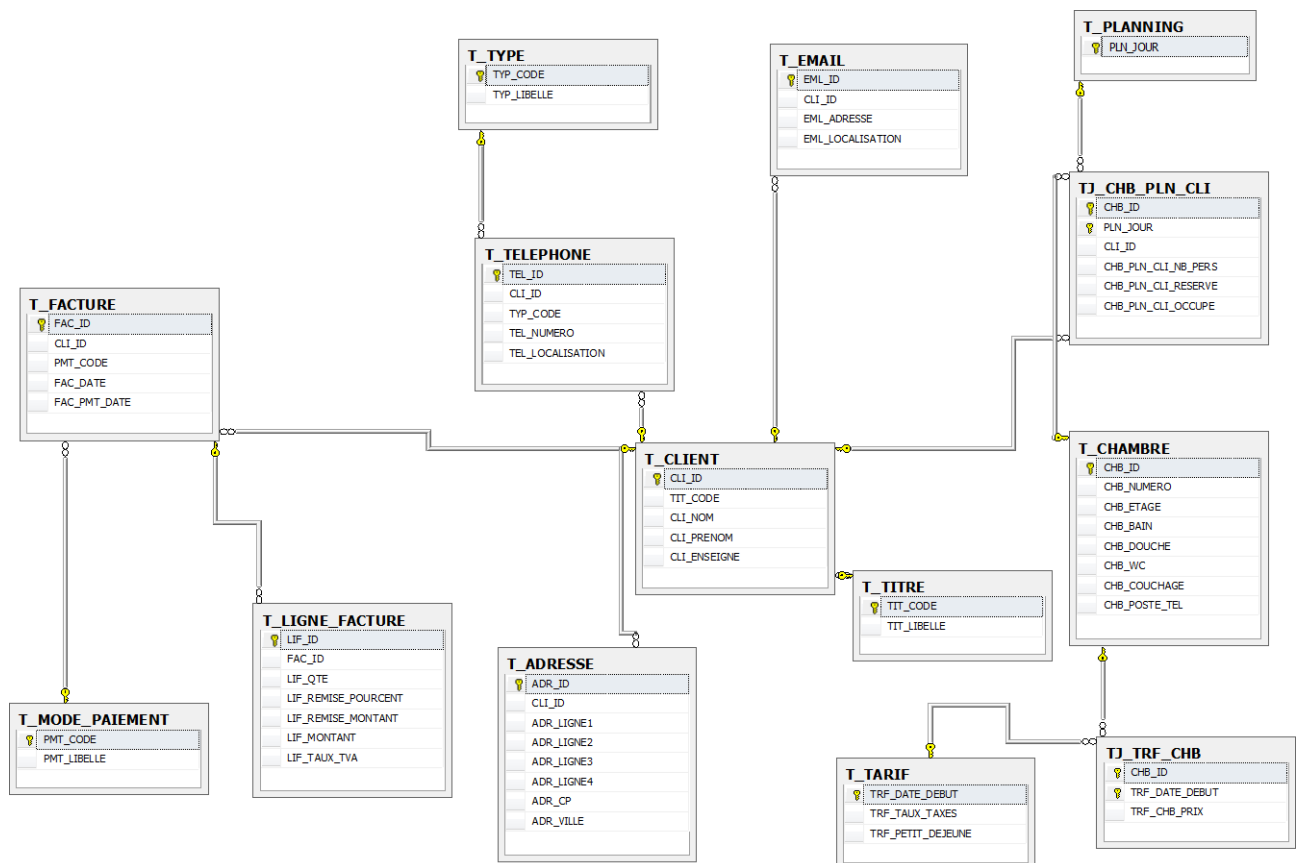 T_PLANNING
PLN_JOUR
T_TYPE
TYP_CODE
TYP_LIBELLE
T_EMAIL
EML_ID
CLI_ID
EML_ADRESSE
EML_LOCALISATION
TJ_CHB_PLN_CLI
CHB_ID
PLN_JOUR
CLI_ID
CHB_PLN_CLI_NB_PERS
CHB_PLN_CLI_RESERVE
CHB_PLN_CLI_OCCUPE
T_TELEPHONE
TEL_ID
CLI_ID
TYP_CODE
TEL_NUMERO
TEL_LOCALISATION
T_FACTURE
FAC_ID
CLI_ID
PMT_CODE
FAC_DATE
FAC_PMT_DATE
T_CLIENT
CLI_ID
TIT_CODE
CLI_NOM
CLI_PRENOM
CLI_ENSEIGNE
T_CHAMBRE
CHB_ID
CHB_NUMERO
CHB_ETAGE
CHB_BAIN
CHB_DOUCHE
CHB_WC
CHB_COUCHAGE
CHB_POSTE_TEL
T_TITRE
TIT_CODE
TIT_LIBELLE
T_LIGNE_FACTURE
LIF_ID
FAC_ID
LIF_QTE
LIF_REMISE_POURCENT
LIF_REMISE_MONTANT
LIF_MONTANT
LIF_TAUX_TVA
T_ADRESSE
ADR_ID
CLI_ID
ADR_LIGNE1
ADR_LIGNE2
ADR_LIGNE3
ADR_LIGNE4
ADR_CP
ADR_VILLE
T_MODE_PAIEMENT
PMT_CODE
PMT_LIBELLE
T_TARIF
TRF_DATE_DEBUT
TRF_TAUX_TAXES
TRF_PETIT_DEJEUNE
TJ_TRF_CHB
CHB_ID
TRF_DATE_DEBUT
TRF_CHB_PRIX